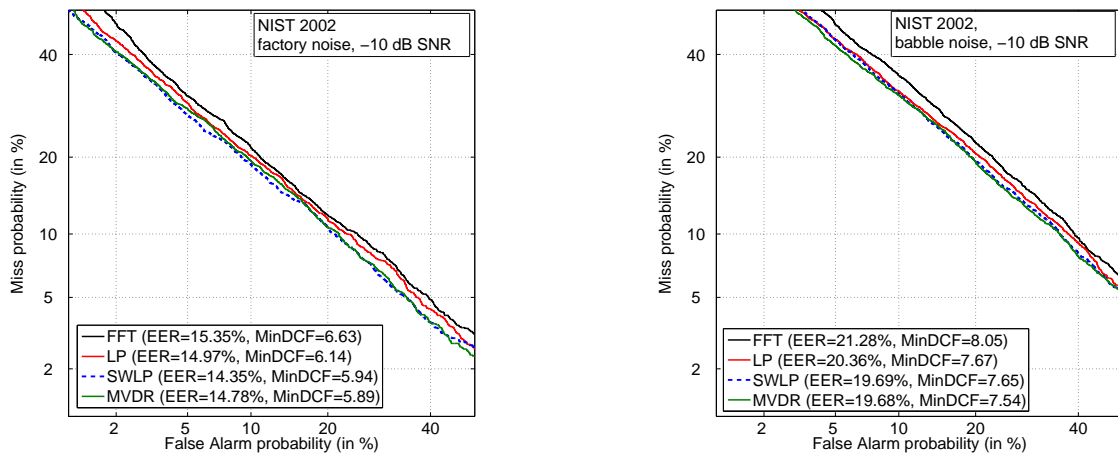 NIST 2002
factory noise, −10 dB SNR
40
20
10
5
2
Miss probability (in %)
FFT (EER=15.35%, MinDCF=6.63)
LP (EER=14.97%, MinDCF=6.14)
SWLP (EER=14.35%, MinDCF=5.94)
MVDR (EER=14.78%, MinDCF=5.89)
2 5 10 20 40
False Alarm probability (in %)
NIST 2002,
babble noise, −10 dB SNR
40
20
10
5
2
Miss probability (in %)
FFT (EER=21.28%, MinDCF=8.05)
LP (EER=20.36%, MinDCF=7.67)
SWLP (EER=19.69%, MinDCF=7.65)
MVDR (EER=19.68%, MinDCF=7.54)
2 5 10 20 40
False Alarm probability (in %)